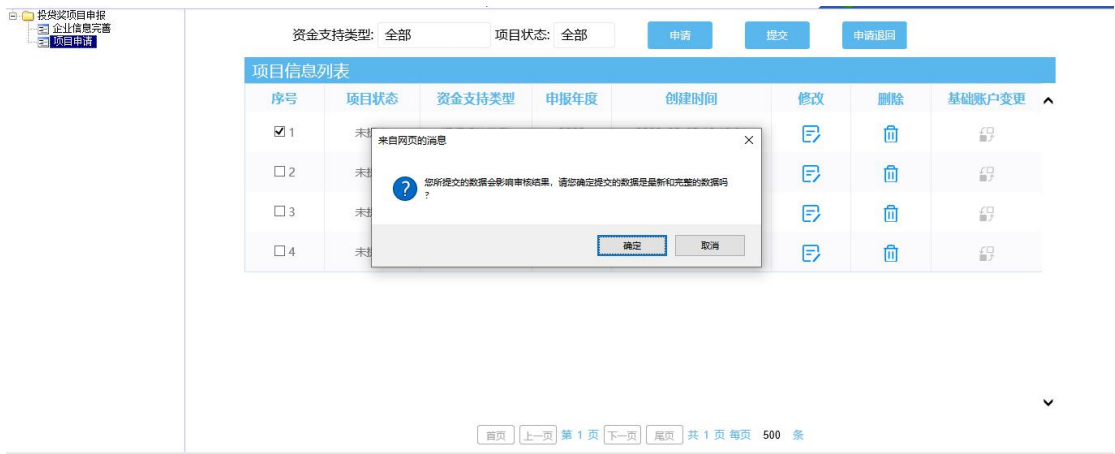 投贷奖项目申报
企业信息完善
项目申请
资金支持类型: 全部 项目状态: 全部 申请 提交 申请退回
项目信息列表
序号 项目状态 资金支持类型 申报年度 创建时间 修改 删除 基础账户变更
1 未
来自网页的消息
您所提交的数据会影响审核结果，请您确定提交的数据是最新和完整的数据吗
?
2 未
3 未
确定 取消
4 未
首页 上一页 第 1 页 下一页 尾页 共 1 页 每页 500 条